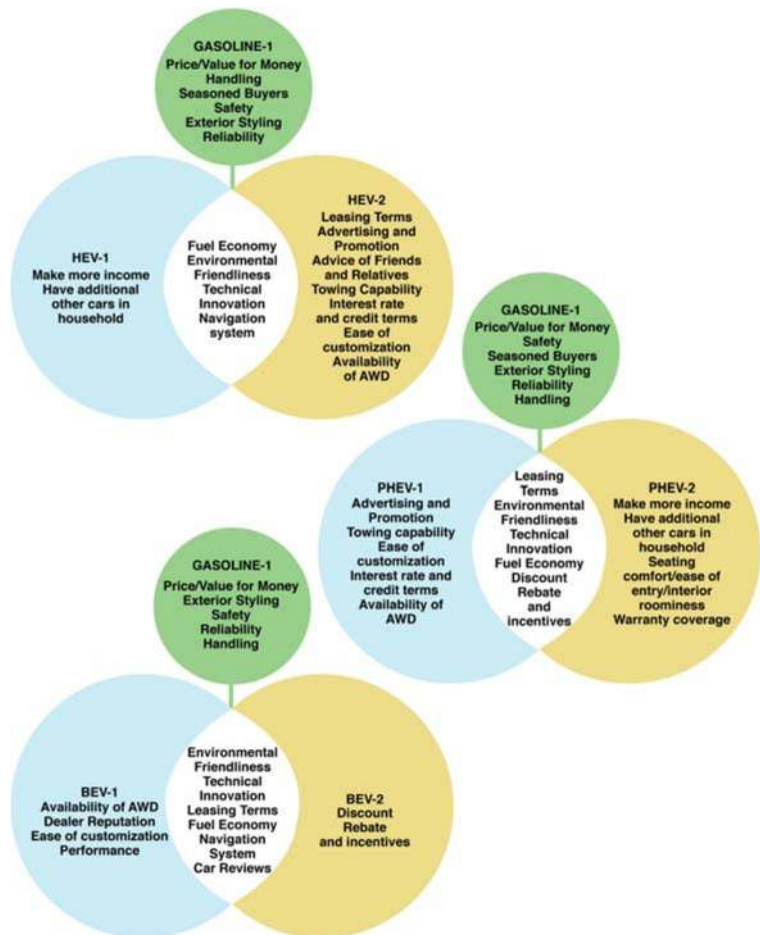 GASOLINE-1
Price/Value for Money
Handling
Seasoned Buyers
Safety
Exterior Styling
Reliability
HEV-1
Make more income
Have additional
other cars in
household
Fuel Economy
Environmental
Friendliness
Technical
Innovation
Navigation
system
HEV-2
Leasing Terms
Advertising and
Promotion
Advice of Friends
and Relatives
Towing Capability
Interest rate
and credit terms
Ease of
customization
Availability
of AWD
GASOLINE-1
Price/Value for Money
Safety
Seasoned Buyers
Exterior Styling
Reliability
Handling
PHEV-1
Advertising and
Promotion
Towing capability
Ease of
customization
Interest rate and
credit terms
Availability of
AWD
Leasing
Terms
Environmental
Friendliness
Technical
Innovation
Fuel Economy
Discount
Rebate
and
incentives
PHEV-2
Make more income
Have additional
other cars in
household
Seating
comfort/ease of
entry/interior
roominess
Warranty coverage
GASOLINE-1
Price/Value for Money
Exterior Styling
Safety
Reliability
Handling
BEV-1
Availability of AWD
Dealer Reputation
Ease of customization
Performance
Environmental
Friendliness
Technical
Innovation
Leasing Terms
Fuel Economy
Navigation
System
Car Reviews
BEV-2
Discount
Rebate
and incentives